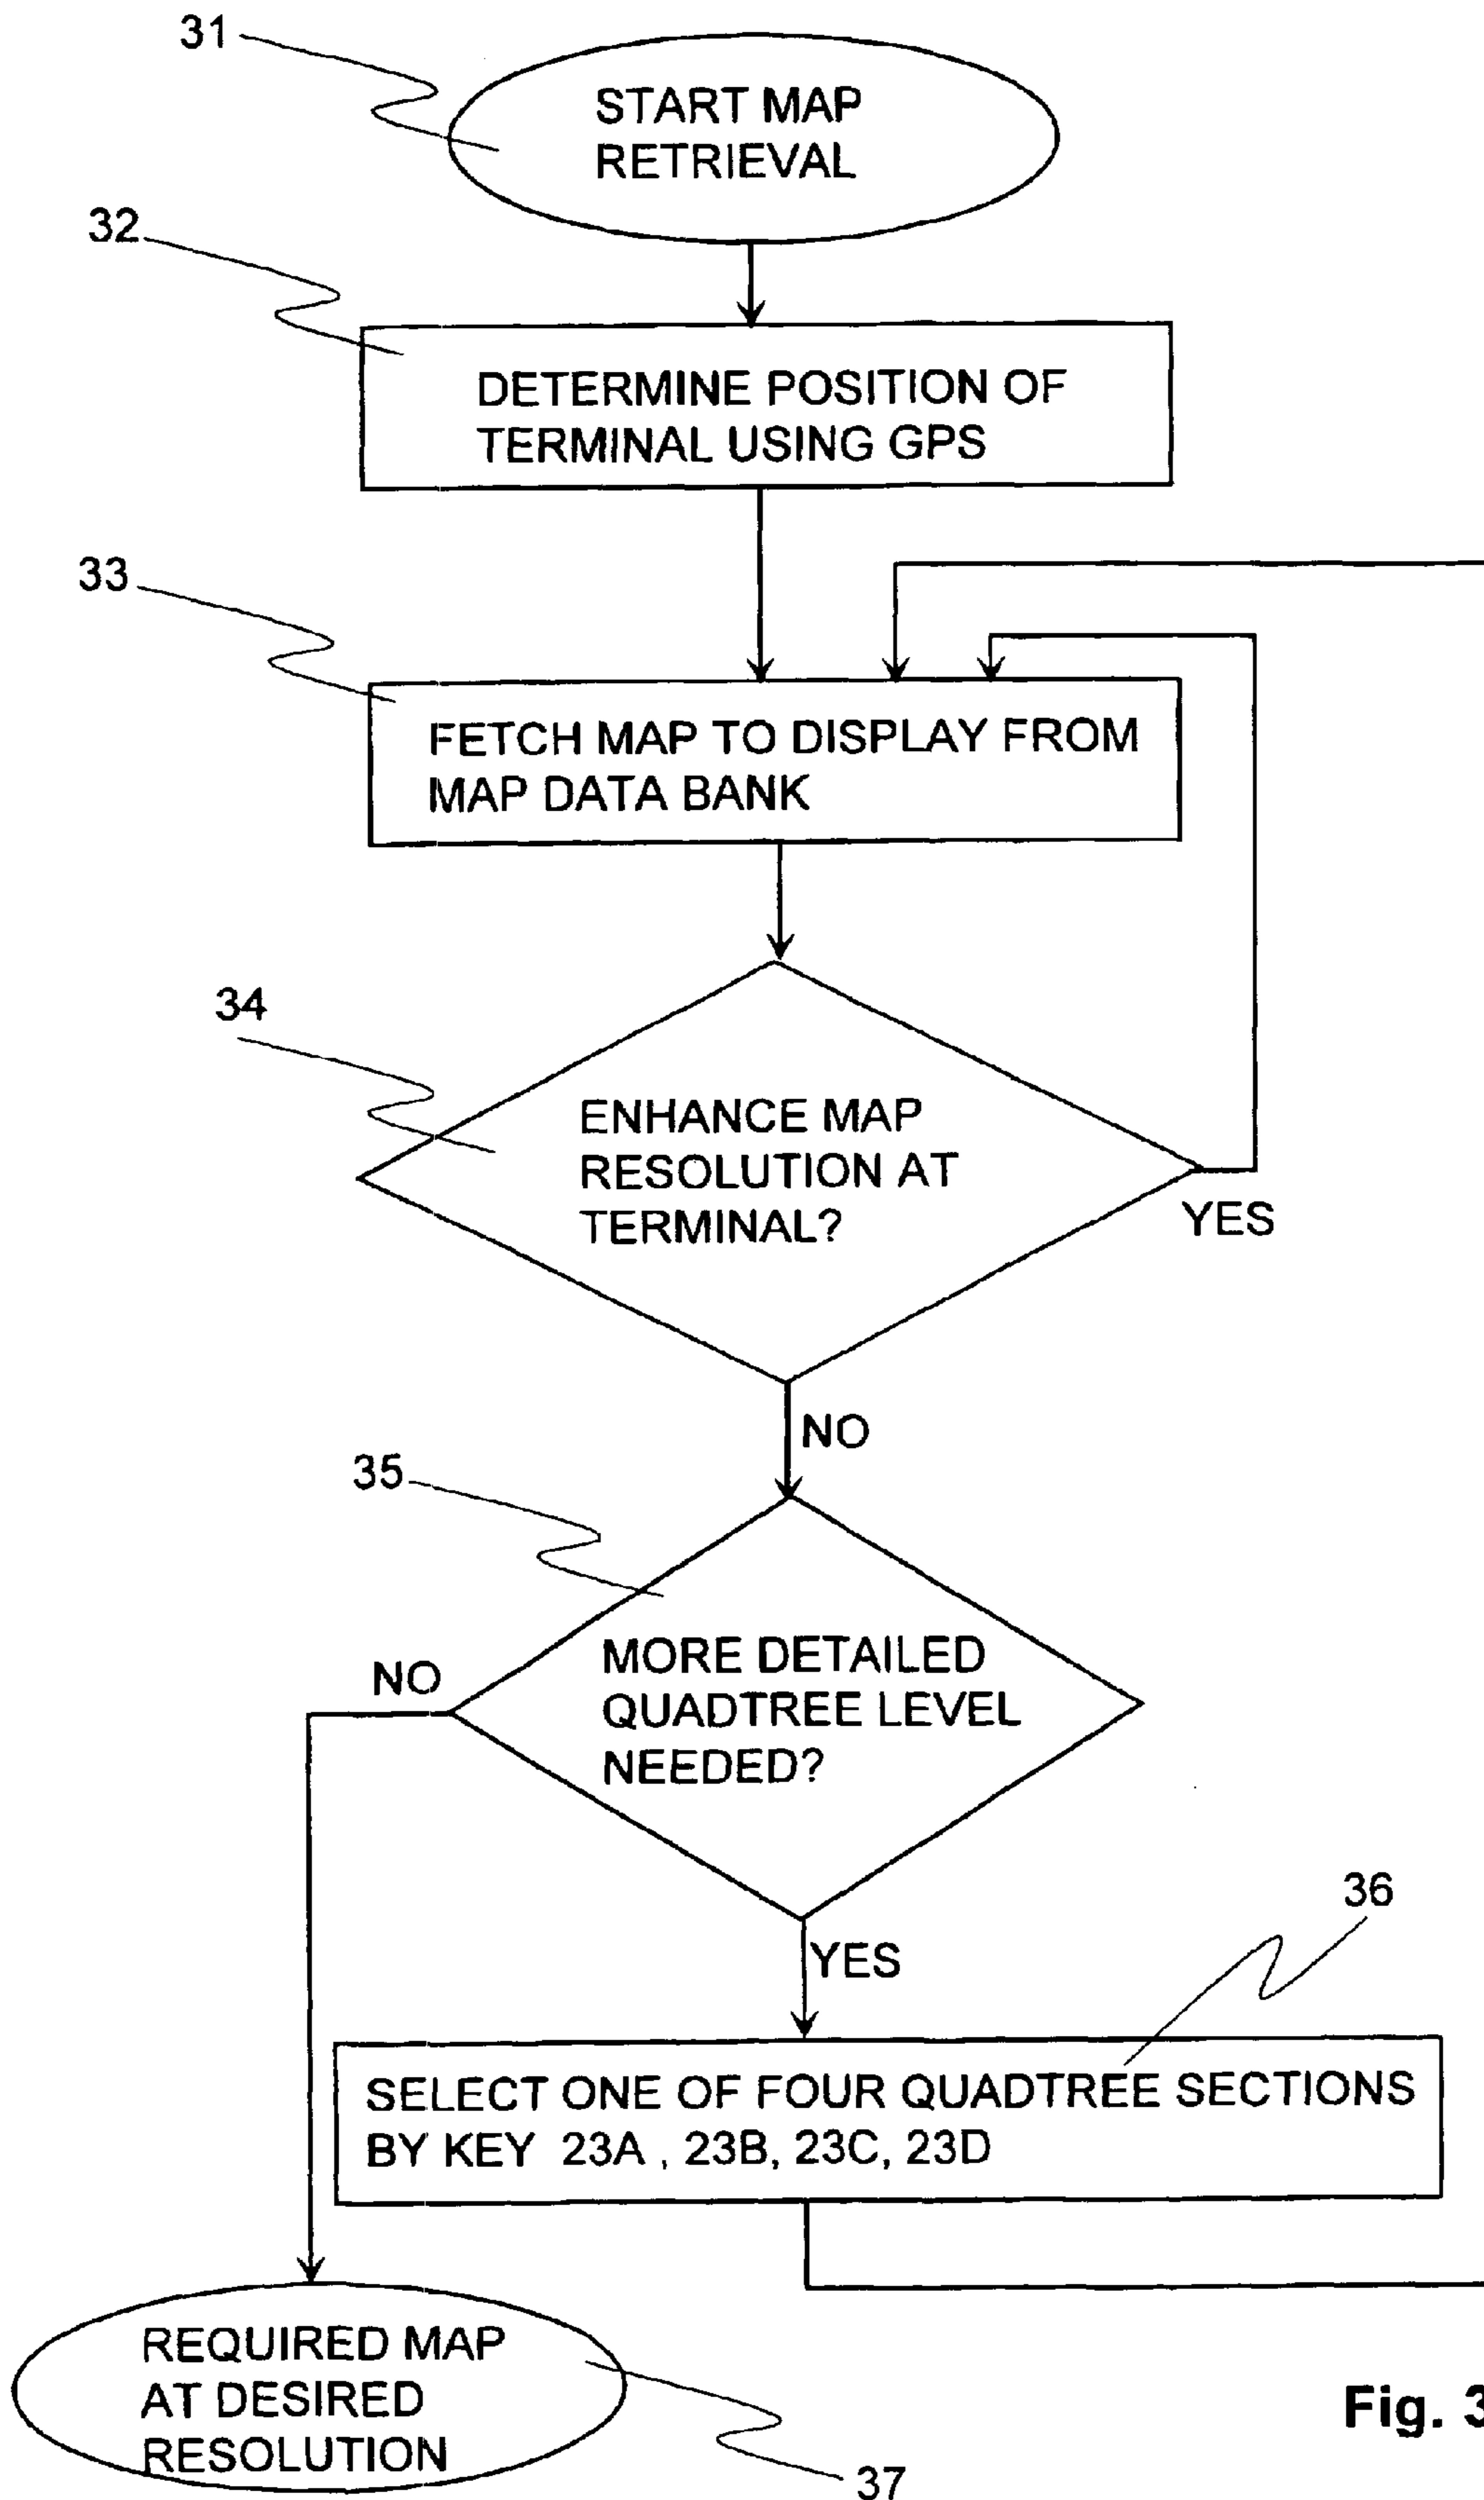 31
START MAP
RETRIEVAL
32
DETERMINE POSITION OF
TERMINAL USING GPS
33
FETCH MAP TO DISPLAY FROM
MAP DATA BANK
34
ENHANCE MAP
RESOLUTION AT
TERMINAL?
YES
NO
35
MORE DETAILED
QUADTREE LEVEL
NEEDED?
NO
YES
36
SELECT ONE OF FOUR QUADTREE SECTIONS
BY KEY 23A , 23B, 23C, 23D
REQUIRED MAP
AT DESIRED
RESOLUTION
37
Fig. 3